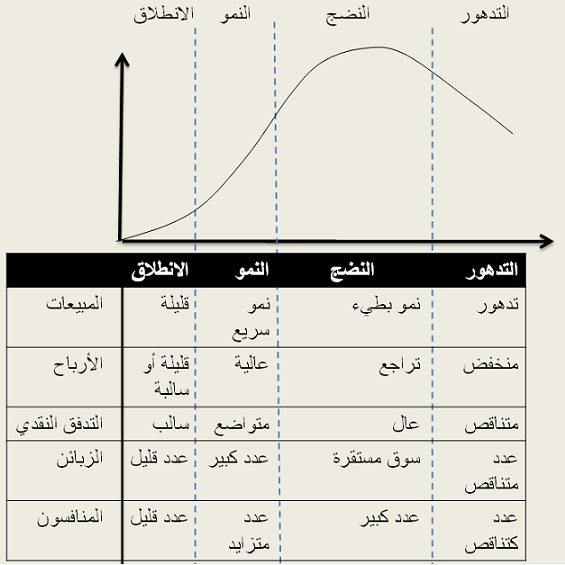 الانطلاق
النمو
النضج
التدهور
الانطلاق
النمو
النضج
التدهور
المبيعات
قليلة
نمو
سريع
نمو بطيء
تدهور
الأرباح
قليلة أو
سالبة
عالية
تراجع
منخفض
التدفق النقدي
سالب
متواضع
عال
متناقص
الزبائن
عدد قليل
عدد كبير
سوق مستقرة
عدد
متناقص
المنافسون
عدد قليل
عدد
متزايد
عدد كبير
عدد
كتناقص